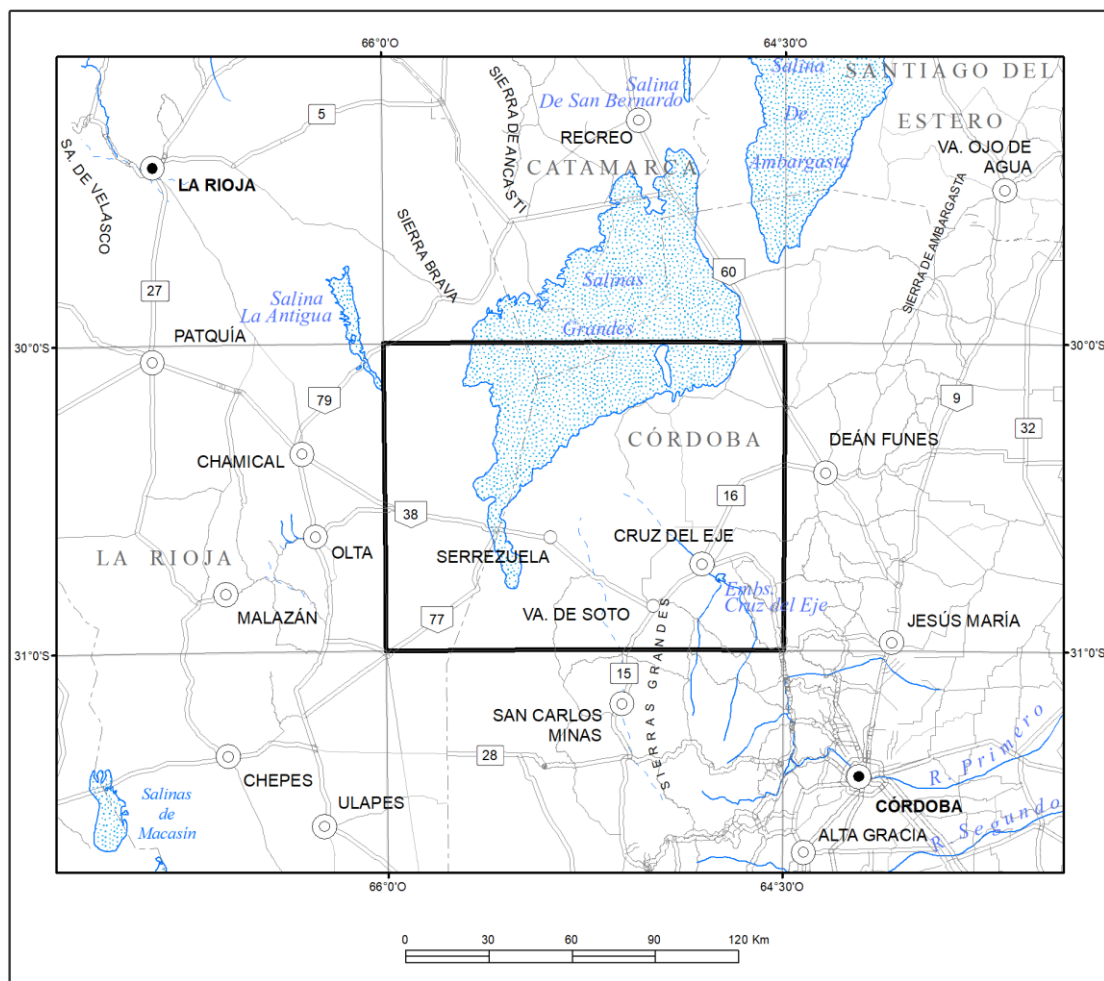 66°0'O
64°30'O
SANTIAGO DEL
ESTERO
Salina
De San Bernardo
Salina
De
Ambargasta
SIERRA DE ANCASTI
5
RECREO
CATAMARCA
VA. OJO DE
AGUA
SA. DE VELASCO
LA RIOJA
SIERRA BRAVA
SIERRA DE AMBARGASTA
60
27
Salina
La Antigua
Salinas
Grandes
PATQUÍA
30°0'S
30°0'S
79
9
32
CÓRDOBA
DEÁN FUNES
CHAMICAL
16
38
LA RIOJA
OLTA
SERREZUELA
CRUZ DEL EJE
Embs.
Cruz del Eje
MALAZÁN
77
VA. DE SOTO
JESÚS MARÍA
31°0'S
31°0'S
15
SIERRAS GRANDES
SAN CARLOS
MINAS
28
CHEPES
R. Primero
CÓRDOBA
Salinas
de
Macasín
ULAPES
R. Segundo
ALTA GRACIA
66°0'O
64°30'O
0
30
60
90
120 Km